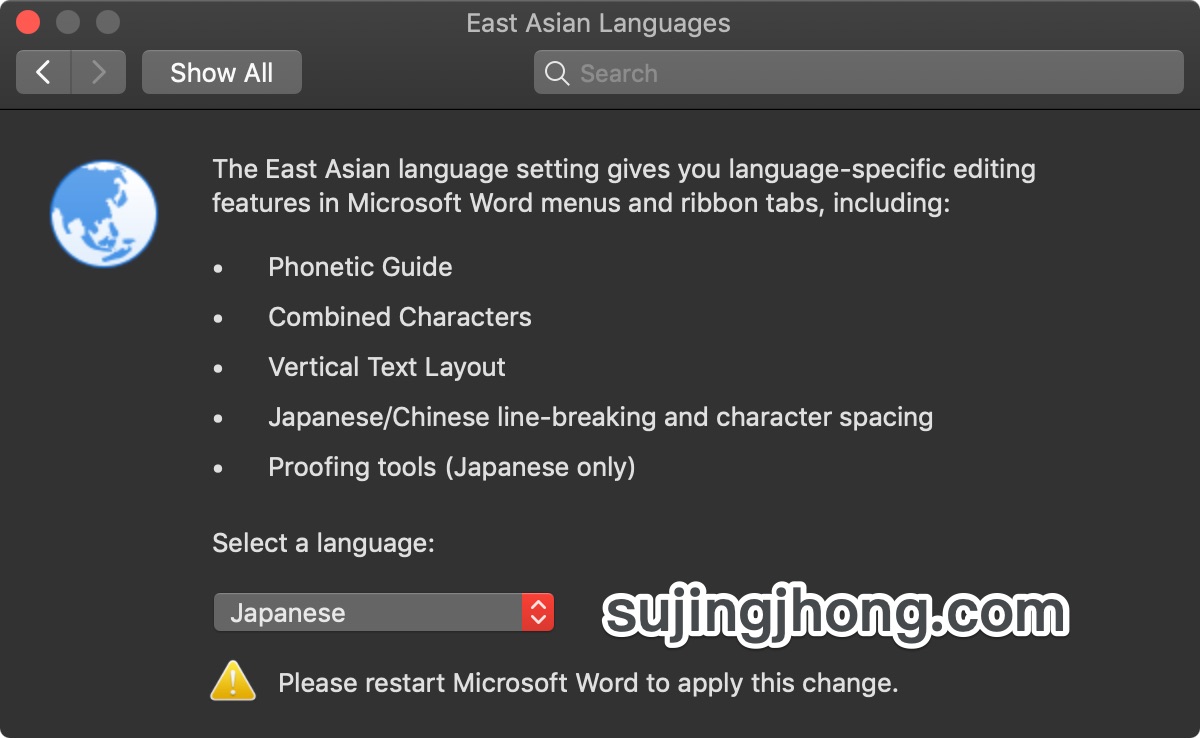 East Asian Languages
Show All
Search
The East Asian language setting gives you language-specific editing
features in Microsoft Word menus and ribbon tabs, including:
• Phonetic Guide
• Combined Characters
• Vertical Text Layout
• Japanese/Chinese line-breaking and character spacing
• Proofing tools (Japanese only)
Select a language:
Japanese
sujingjhong.com
Please restart Microsoft Word to apply this change.